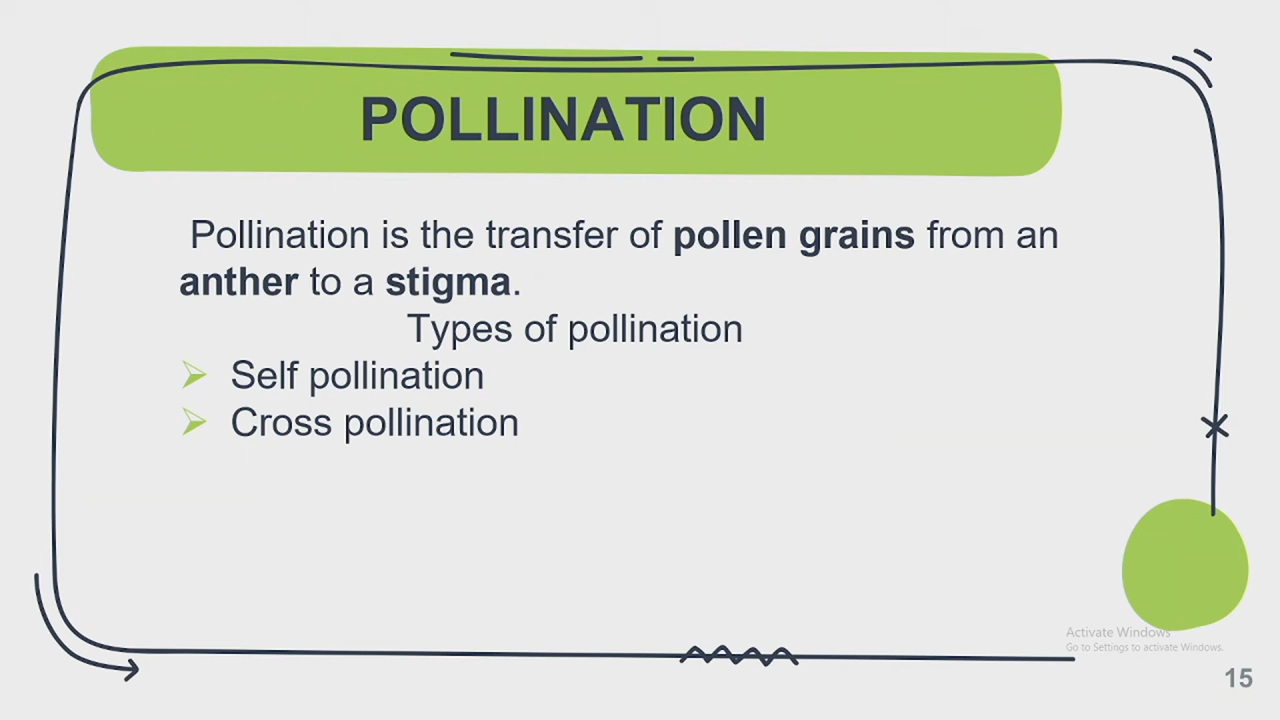 POLLINATION
Pollination is the transfer of pollen grains from an
anther to a stigma.
Types of pollination
Self pollination
Cross pollination
Activate Windows
Go to Settings to activate Windows.
15